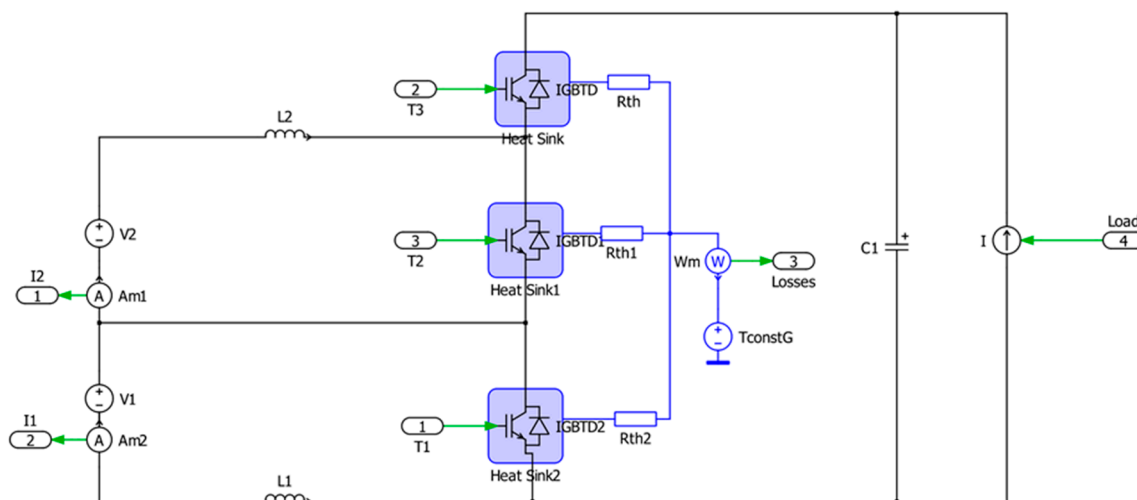 2
T3
IGBTD
Rth
Heat Sink
L2
V2
3
T2
IGBTD1
Rth1
Heat Sink1
I2
1
A
Am1
Wm
W
3
Losses
C1
+
I
Load
4
TconstG
V1
I1
2
A
Am2
1
T1
IGBTD2
Rth2
Heat Sink2
L1